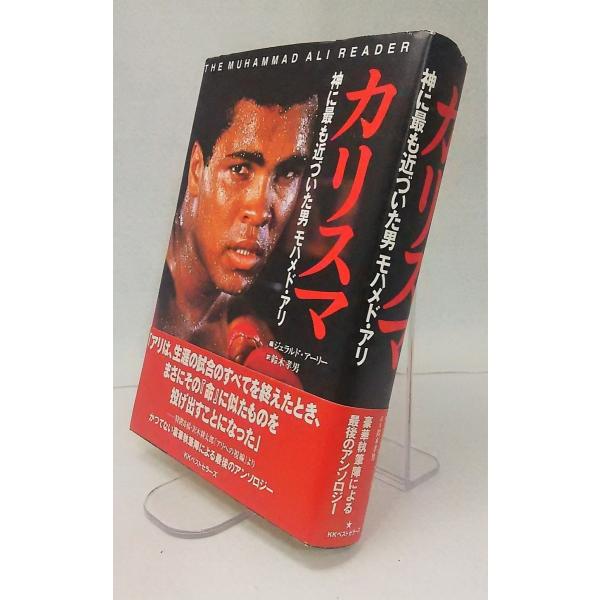 THE MUHAMMAD ALI READER
カリスマ
神に最も近づいた男 モハメド・アリ
編 ジェラルド・アーリー
訳 鈴木孝男
「アリは、生涯の試合のすべてを終えたとき、
まさにその『命』に似たものを
投げ出すことになった」
かつてない豪華執筆陣による最後のアンソロジー
KKベストセラーズ
カリスマ
神に最も近づいた男 モハメド・アリ
豪華執筆陣による
最後のアンソロジー
★
KKベストセラーズ